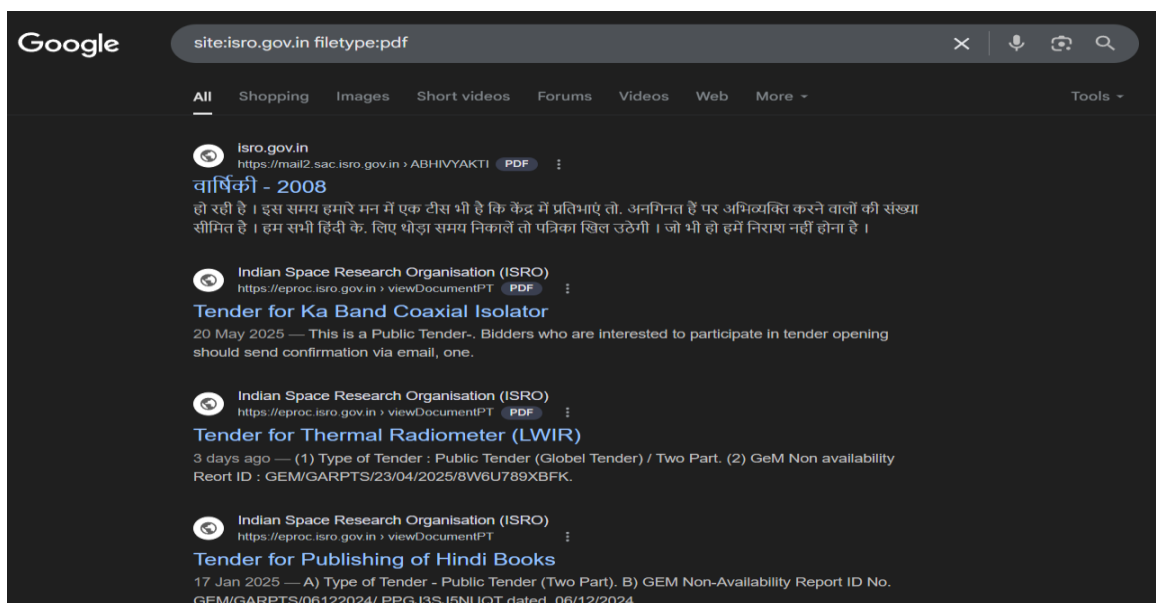 Google
site:isro.gov.in filetype:pdf
All Shopping Images Short videos Forums Videos Web More Tools
isro.gov.in
https://mail2.sac.isro.gov.in › ABHIVYAKTI PDF
वार्षिकी - 2008
हो रही है । इस समय हमारे मन में एक टीस भी है कि केंद्र में प्रतिभाएं तो. अनगिनत हैं पर अभिव्यक्ति करने वालों की संख्या
सीमित है । हम सभी हिंदी के. लिए थोड़ा समय निकालें तो पत्रिका खिल उठेगी । जो भी हो हमें निराश नहीं होना है ।
Indian Space Research Organisation (ISRO)
https://eproc.isro.gov.in › viewDocumentPT PDF
Tender for Ka Band Coaxial Isolator
20 May 2025 — This is a Public Tender-. Bidders who are interested to participate in tender opening
should send confirmation via email, one.
Indian Space Research Organisation (ISRO)
https://eproc.isro.gov.in › viewDocumentPT PDF
Tender for Thermal Radiometer (LWIR)
3 days ago — (1) Type of Tender : Public Tender (Globel Tender) / Two Part. (2) GeM Non availability
Reort ID : GEM/GARPTS/23/04/2025/8W6U789XBFK.
Indian Space Research Organisation (ISRO)
https://eproc.isro.gov.in › viewDocumentPT
Tender for Publishing of Hindi Books
17 Jan 2025 — A) Type of Tender - Public Tender (Two Part). B) GEM Non-Availability Report ID No.
GEM/GARPTS/06122024/ dated. 06/12/2024